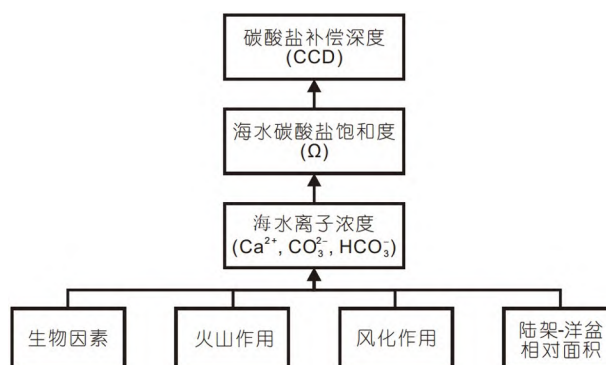 碳酸盐补偿深度
(CCD)
海水碳酸盐饱和度
(Ω)
海水离子浓度
(Ca²⁺, CO₃²⁻, HCO₃⁻)
生物因素
火山作用
风化作用
陆架-洋盆
相对面积